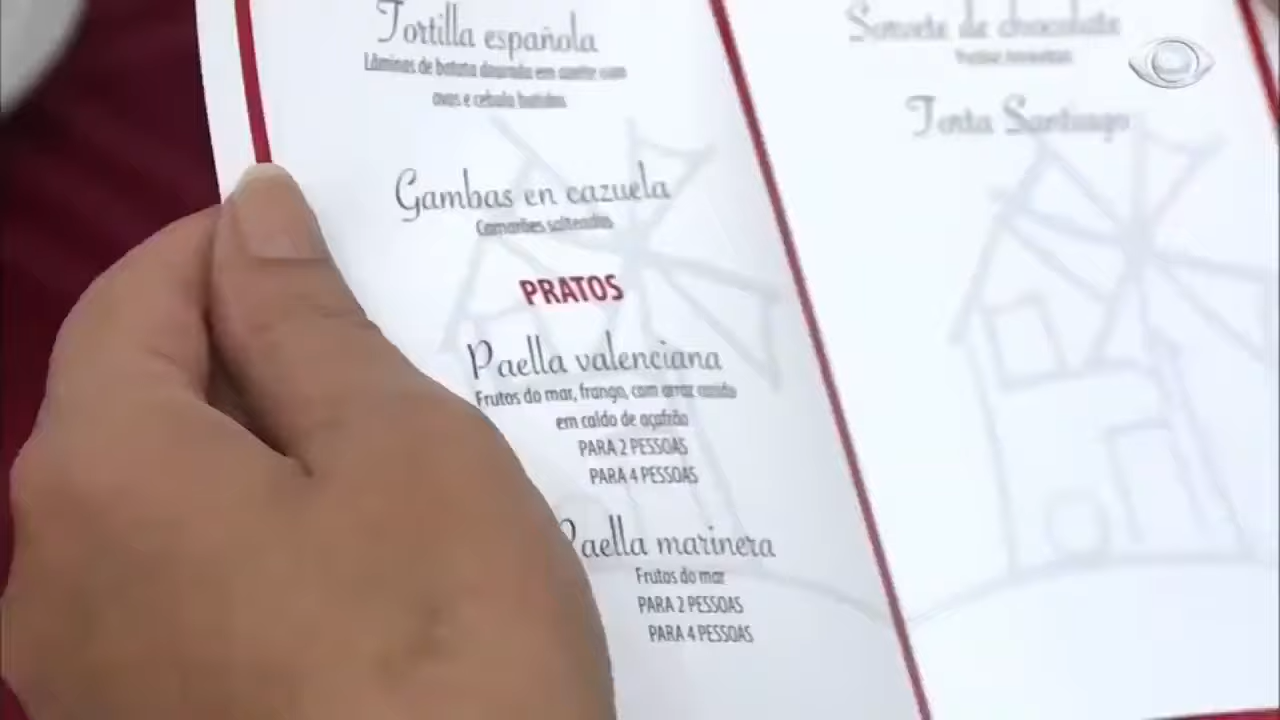 Tortilla española
Lâminas de batata dourada em azeite com
ovos e cebola batidos
Gambas en cazuela
Camarões salteados
PRATOS
Paella valenciana
Frutos do mar, frango, com arroz cozido
em caldo de açafrão
PARA 2 PESSOAS
PARA 4 PESSOAS
Paella marinera
Frutos do mar
PARA 2 PESSOAS
PARA 4 PESSOAS
Sorvete de chocolate
Torta Santiago